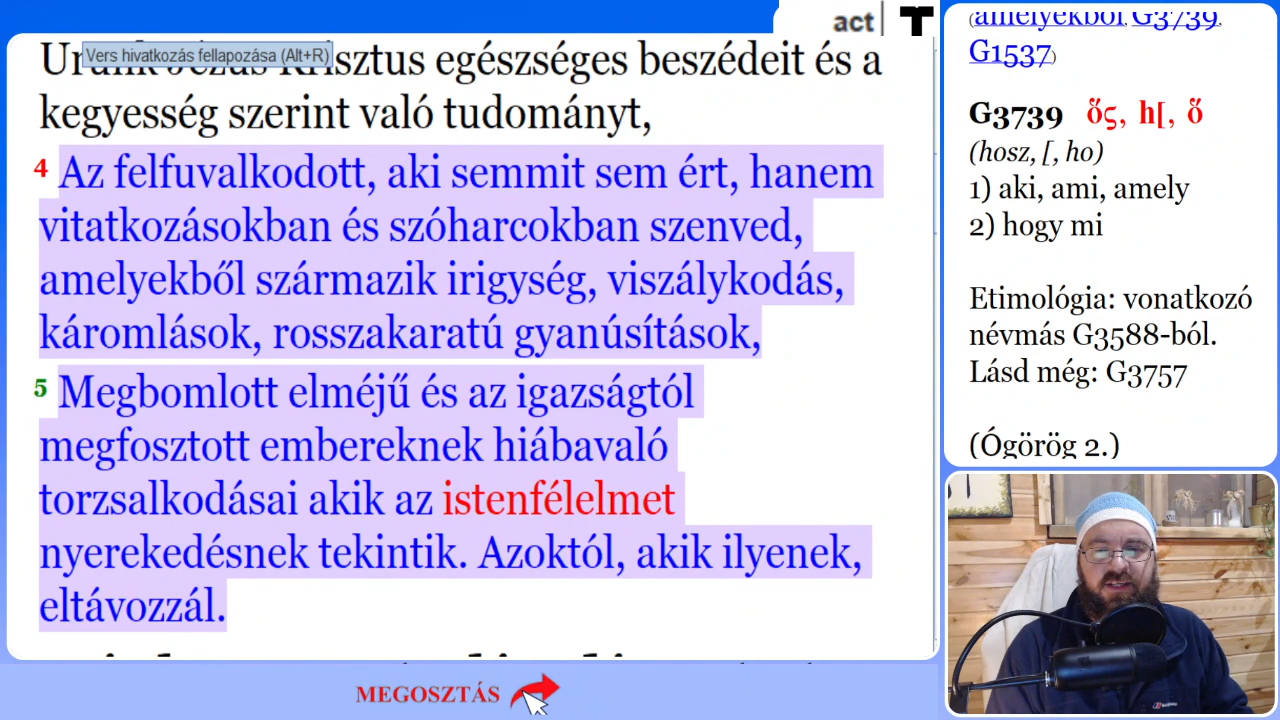 act
Vers hivatkozás fellapozása (Alt+R)
Krisztus egészséges beszédeit és a
kegyesség szerint való tudományt,
4 Az felfuvalkodott, aki semmit sem ért, hanem
vitatkozásokban és szóharcokban szenved,
amelyekből származik irigység, viszálykodás,
káromlások, rosszakaratú gyanúsítások,
5 Megbomlott elméjű és az igazságtól
megfosztott embereknek hiábavaló
torzsalkodásai akik az istenfélelmet
nyerekedésnek tekintik. Azoktól, akik ilyenek,
eltávozzál.
MEGOSZTÁS
(amelyekből, G3739,
G1537)
G3739 ὅς, h[, ὅ
(hosz, [, ho)
1) aki, ami, amely
2) hogy mi
Etimológia: vonatkozó
névmás G3588-ból.
Lásd még: G3757
(Ógörög 2.)